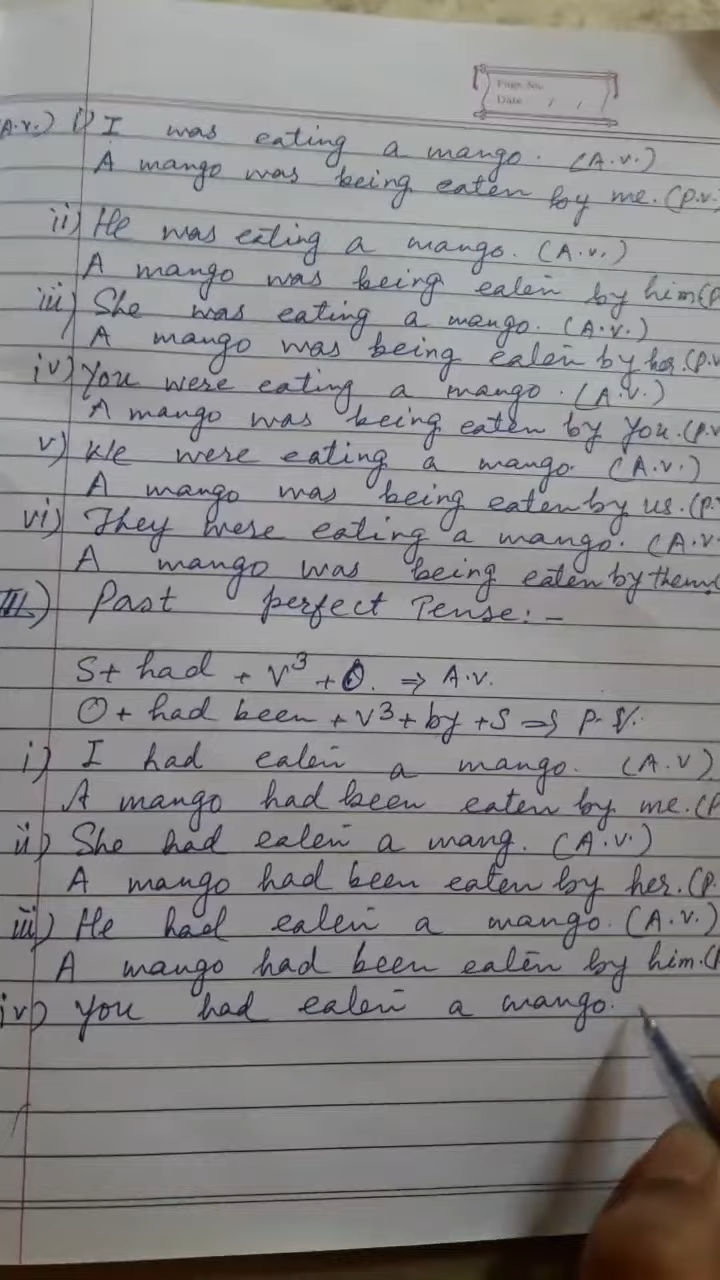 Page No.
Date / /
A.V.) i) I was eating a mango. (A.V.)
A mango was being eaten by me. (P.V.
ii) He was eating a mango. (A.V.)
A mango was being eaten by him (P
iii) She was eating a mango. (A.V.)
A mango was being eaten by her. (P.V
iv) You were eating a mango. (A.V.)
A mango was being eaten by you. (P.V
v) We were eating a mango. (A.V.)
A mango was being eaten by us. (P.
vi) They were eating a mango. (A.V.
A mango was being eaten by them (
III) Past perfect Tense:-
S+ had + V³ + O. ⇒ A.V.
O + had been + V³ + by + S ⇒ P.V.
i) I had eaten a mango. (A.V)
A mango had been eaten by me. (P
ii) She had eaten a mang. (A.V.)
A mango had been eaten by her. (P.
iii) He had eaten a mango. (A.V.)
A mango had been eaten by him. (
iv) You had eaten a mango.